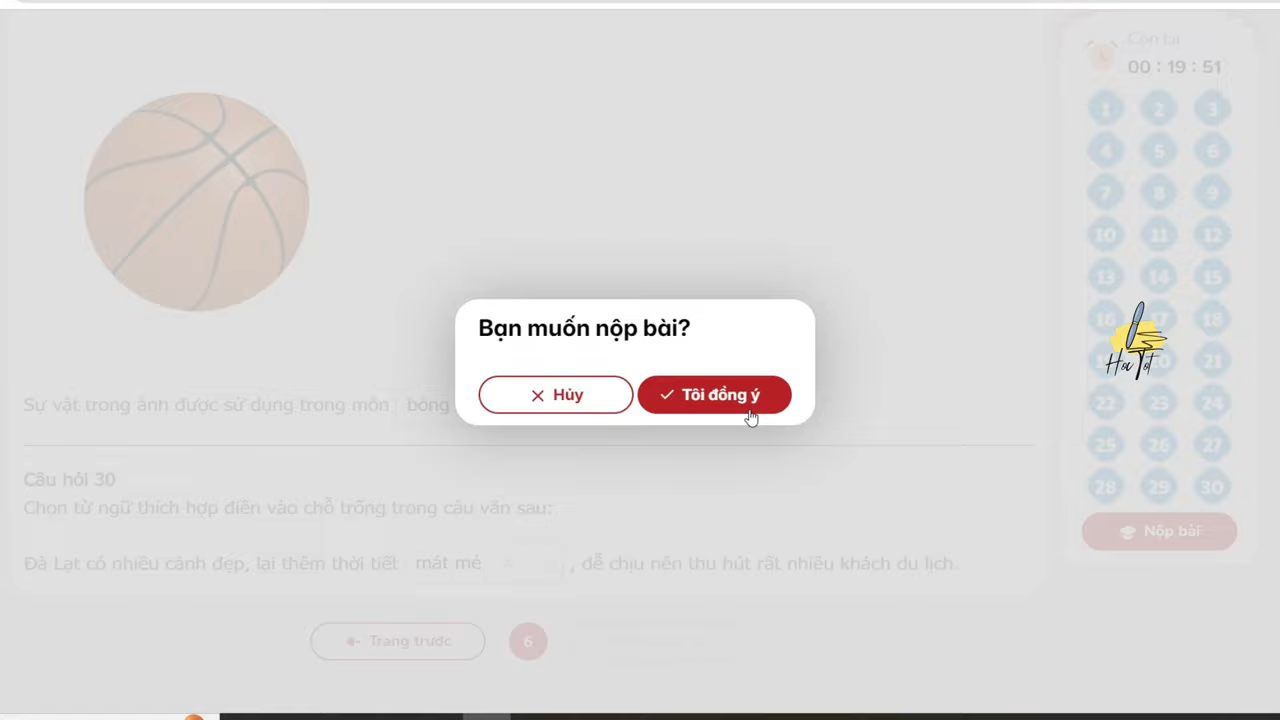 Còn lại
00 : 19 : 51
1 2 3
4 5 6
7 8 9
10 11 12
13 14 15
16 17 18
21
22 23 24
25 26 27
28 29 30
Nộp bài
Học Tốt
Bạn muốn nộp bài?
Hủy
Tôi đồng ý
Sự vật trong ảnh được sử dụng trong môn bóng
Câu hỏi 30
Chọn từ ngữ thích hợp điền vào chỗ trống trong câu văn sau:
Đà Lạt có nhiều cảnh đẹp, lại thêm thời tiết mát mẻ , dễ chịu nên thu hút rất nhiều khách du lịch.
Trang trước
6